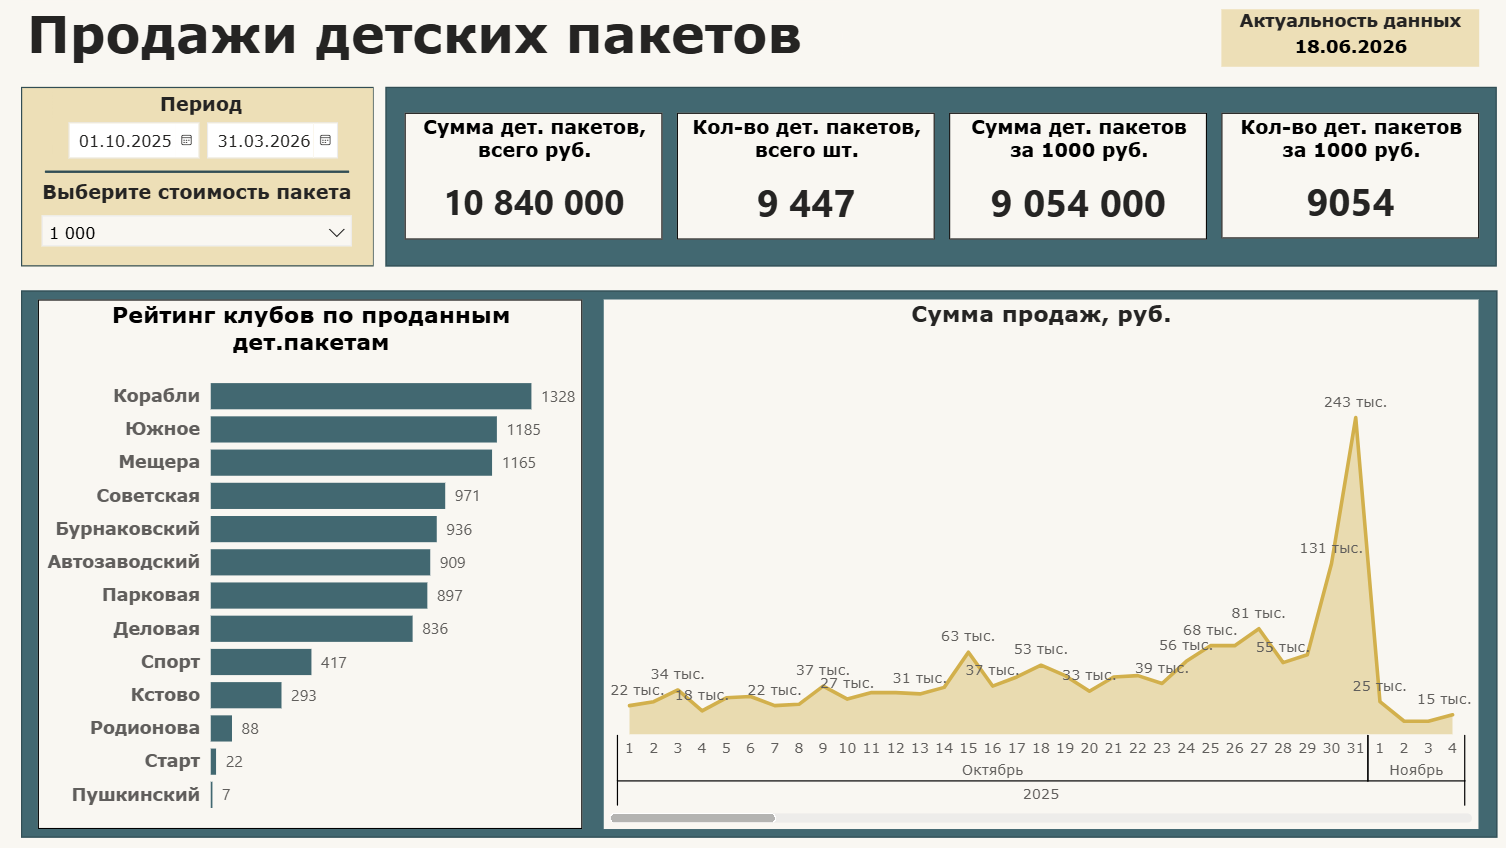 Продажи детских пакетов
Актуальность данных
18.06.2026
Период
01.10.2025
31.03.2026
Выберите стоимость пакета
1 000
Сумма дет. пакетов,
всего руб.
10 840 000
Кол-во дет. пакетов,
всего шт.
9 447
Сумма дет. пакетов
за 1000 руб.
9 054 000
Кол-во дет. пакетов
за 1000 руб.
9054
Рейтинг клубов по проданным
дет.пакетам
Корабли 1328
Южное 1185
Мещера 1165
Советская 971
Бурнаковский 936
Автозаводский 909
Парковая 897
Деловая 836
Спорт 417
Кстово 293
Родионова 88
Старт 22
Пушкинский 7
Сумма продаж, руб.
22 тыс.
34 тыс.
18 тыс.
22 тыс.
37 тыс.
27 тыс.
31 тыс.
63 тыс.
37 тыс.
53 тыс.
33 тыс.
39 тыс.
56 тыс.
68 тыс.
81 тыс.
55 тыс.
131 тыс.
243 тыс.
25 тыс.
15 тыс.
1 2 3 4 5 6 7 8 9 10 11 12 13 14 15 16 17 18 19 20 21 22 23 24 25 26 27 28 29 30 31 1 2 3 4
Октябрь Ноябрь
2025